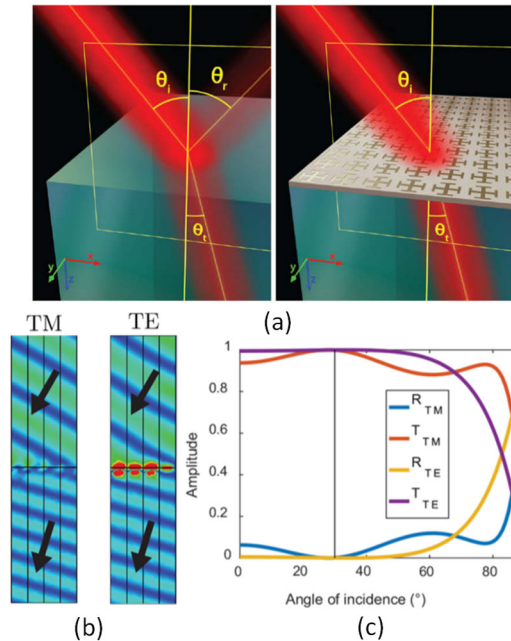 θi θr θt
x y z
θi θt
x y z
(a)
TM TE
(b)
1
0.8
0.6
0.4
0.2
0
Amplitude
R TM
T TM
R TE
T TE
0 20 40 60 80
Angle of incidence (°)
(c)